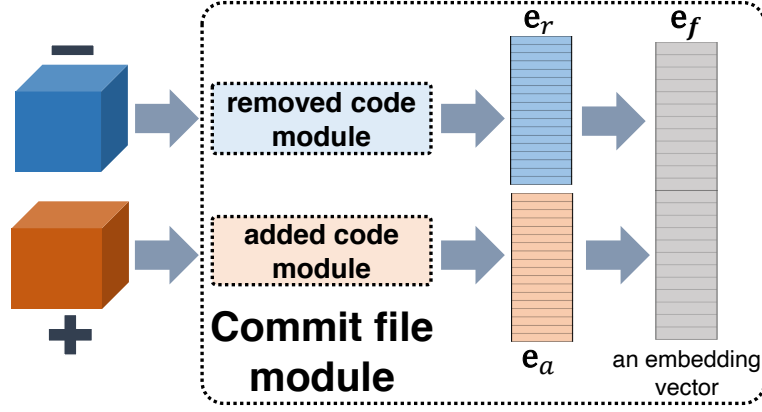 −
e_r
e_f
removed code
module
added code
module
+
Commit file
module
e_a
an embedding
vector